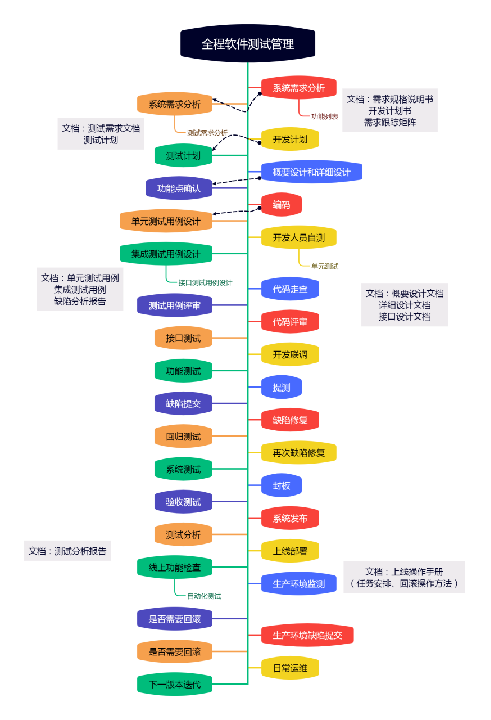 全程软件测试管理
系统需求分析
功能列表
文档：需求规格说明书
开发计划书
需求跟踪矩阵
系统需求分析
测试需求分析
文档：测试需求文档
测试计划
开发计划
测试计划
概要设计和详细设计
功能点确认
编码
单元测试用例设计
开发人员自测
单元测试
集成测试用例设计
接口测试用例设计
文档：单元测试用例
集成测试用例
缺陷分析报告
代码走查
文档：概要设计文档
详细设计文档
接口设计文档
测试用例评审
代码评审
接口测试
开发联调
功能测试
提测
缺陷提交
缺陷修复
回归测试
再次缺陷修复
系统测试
封板
验收测试
系统发布
测试分析
上线部署
文档：测试分析报告
线上功能检查
自动化测试
生产环境监测
文档：上线操作手册
（任务安排、回滚操作方法）
是否需要回滚
生产环境缺陷提交
是否需要回滚
日常运维
下一版本迭代